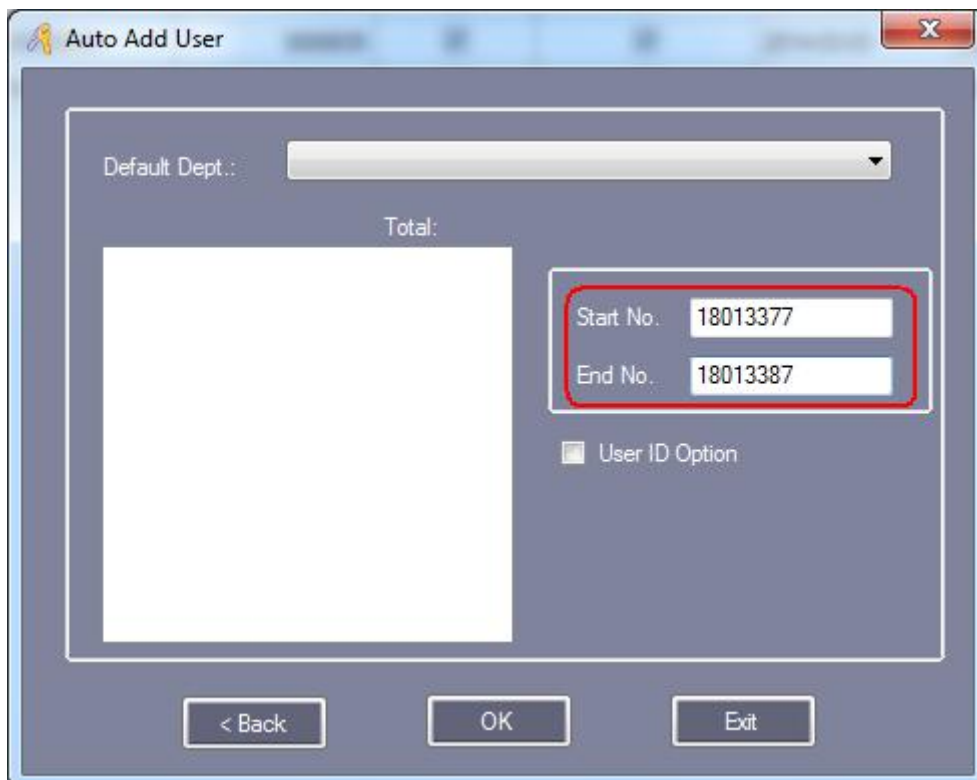 Auto Add User
Default Dept.:
Total:
Start No. 18013377
End No. 18013387
User ID Option
< Back OK Exit